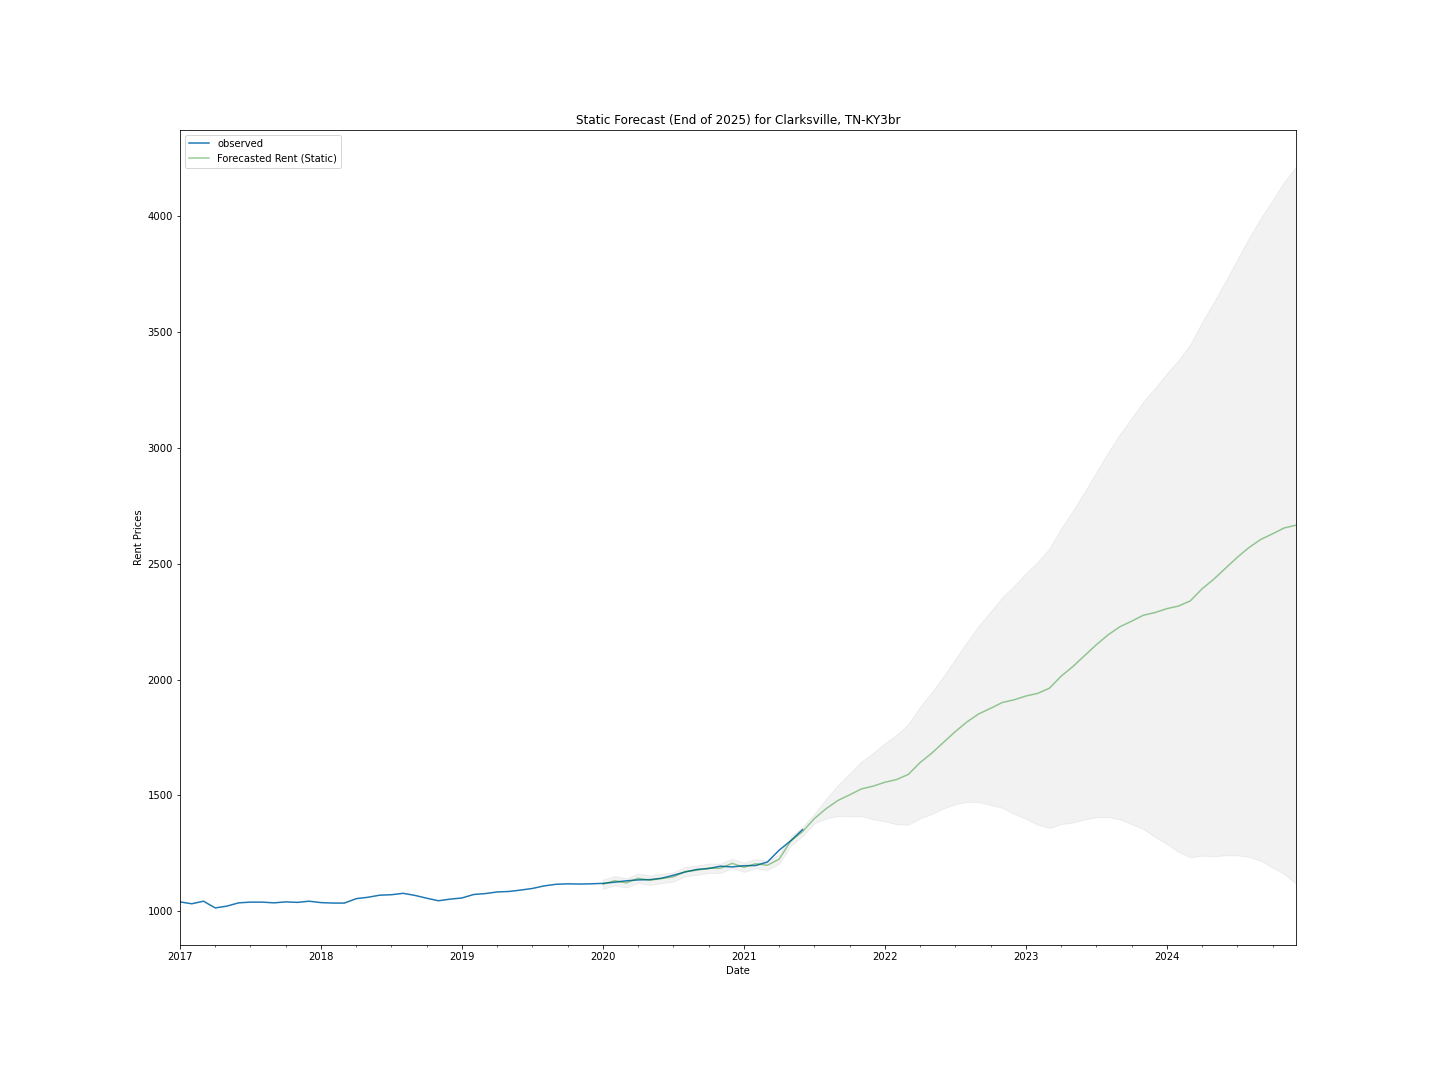 Static Forecast (End of 2025) for Clarksville, TN-KY3br
observed
Forecasted Rent (Static)
4000
3500
3000
2500
2000
1500
1000
Rent Prices
2017 2018 2019 2020 2021 2022 2023 2024
Date